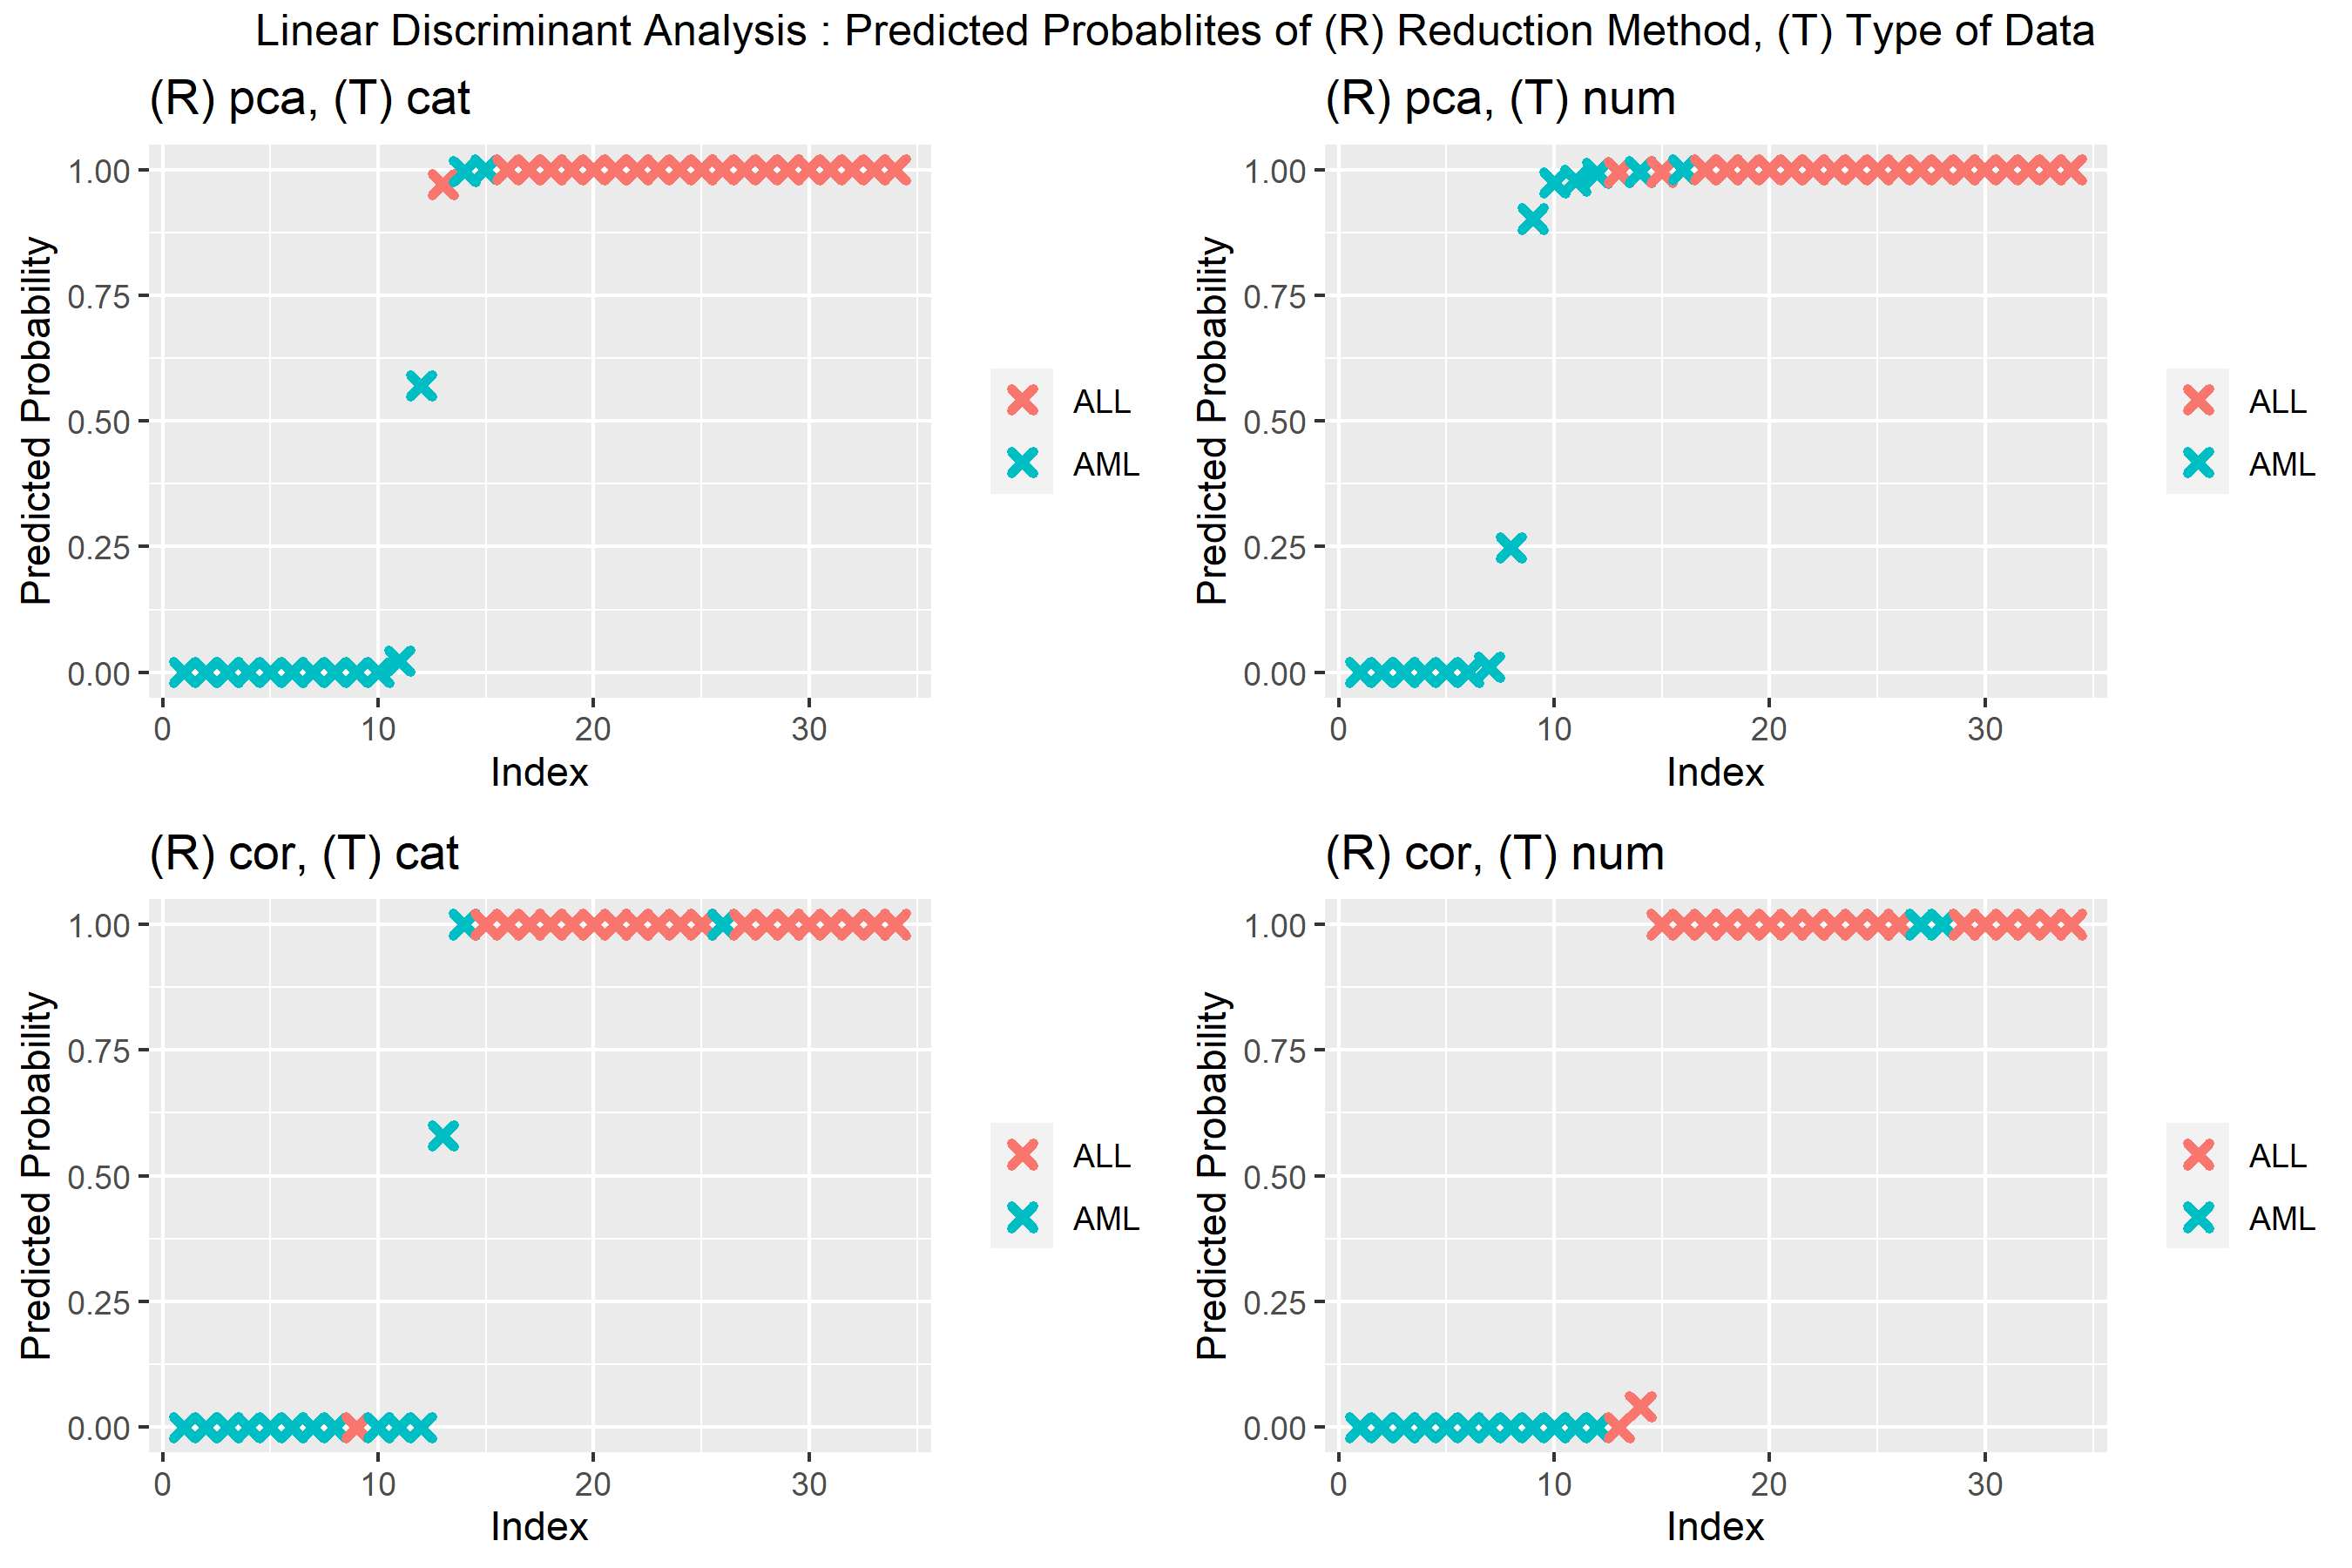 Linear Discriminant Analysis : Predicted Probablites of (R) Reduction Method, (T) Type of Data
(R) pca, (T) cat
1.00
0.75
0.50
0.25
0.00
Predicted Probability
0 10 20 30
Index
ALL
AML
(R) pca, (T) num
1.00
0.75
0.50
0.25
0.00
Predicted Probability
0 10 20 30
Index
ALL
AML
(R) cor, (T) cat
1.00
0.75
0.50
0.25
0.00
Predicted Probability
0 10 20 30
Index
ALL
AML
(R) cor, (T) num
1.00
0.75
0.50
0.25
0.00
Predicted Probability
0 10 20 30
Index
ALL
AML